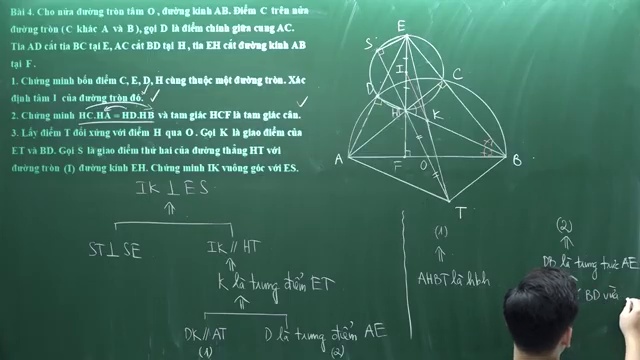 Bài 4. Cho nửa đường tròn tâm O, đường kính AB. Điểm C trên nửa
đường tròn (C khác A và B), gọi D là điểm chính giữa cung AC.
Tia AD cắt tia BC tại E, AC cắt BD tại H, tia EH cắt đường kính AB
tại F.
1. Chứng minh bốn điểm C, E, D, H cùng thuộc một đường tròn. Xác
định tâm I của đường tròn đó.
2. Chứng minh HC.HA = HD.HB và tam giác HCF là tam giác cân.
3. Lấy điểm T đối xứng với điểm H qua O. Gọi K là giao điểm của
ET và BD. Gọi S là giao điểm thứ hai của đường thẳng HT với
đường tròn (I) đường kính EH. Chứng minh IK vuông góc với ES.
E
S
I
D
C
H
K
A
F
O
B
T
IK ⊥ ES
⇑
ST ⊥ SE
IK // HT
⇑
K là trung điểm ET
⇑
DK // AT
D là trung điểm AE
(1)
(2)
(1)
⇑
AHBT là hbh
(2)
⇑
DB là trung trực AE
⇑
BD vừa